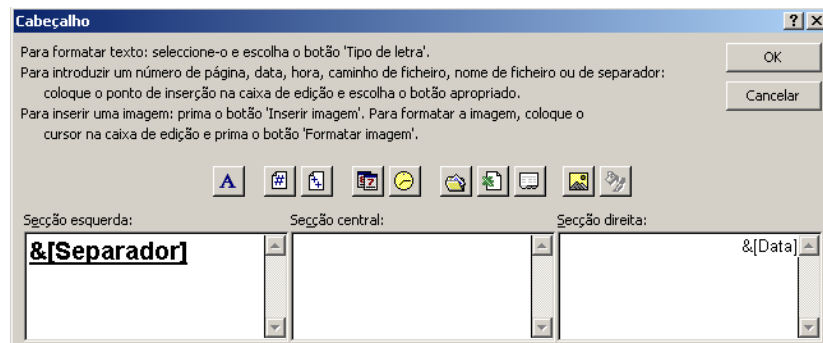 Cabeçalho
Para formatar texto: seleccione-o e escolha o botão 'Tipo de letra'.
Para introduzir um número de página, data, hora, caminho de ficheiro, nome de ficheiro ou de separador:
coloque o ponto de inserção na caixa de edição e escolha o botão apropriado.
Para inserir uma imagem: prima o botão 'Inserir imagem'. Para formatar a imagem, coloque o
cursor na caixa de edição e prima o botão 'Formatar imagem'.
OK
Cancelar
A
Secção esquerda:
Secção central:
Secção direita:
&[Separador]
&[Data]